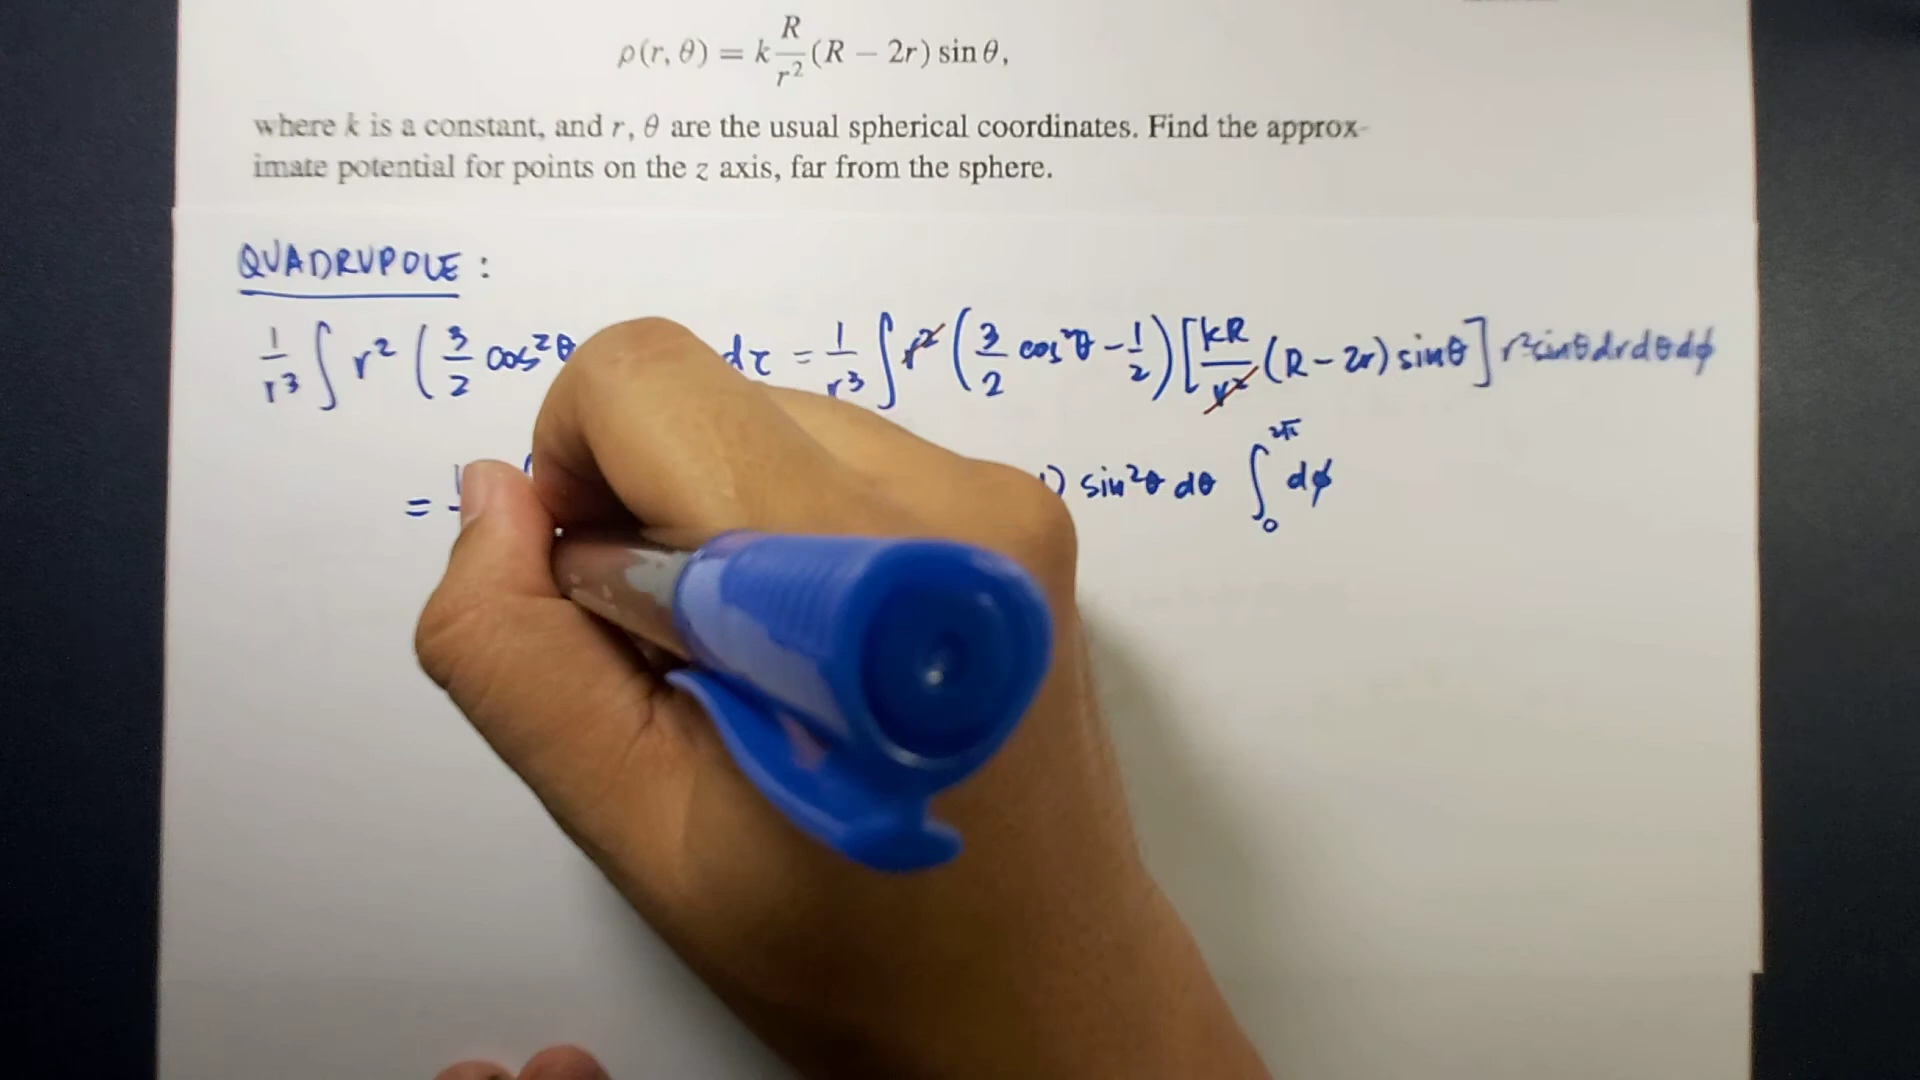 ρ(r, θ) = k R/r² (R − 2r) sin θ,
where k is a constant, and r, θ are the usual spherical coordinates. Find the approx-
imate potential for points on the z axis, far from the sphere.
QUADRUPOLE:
1/r³ ∫ r² (3/2 cos²θ dτ = 1/r³ ∫ r² (3/2 cos²θ − 1/2) [kR/r² (R − 2r) sinθ] r² sinθ dr dθ dφ
= sin²θ dθ ∫₀^2π dφ